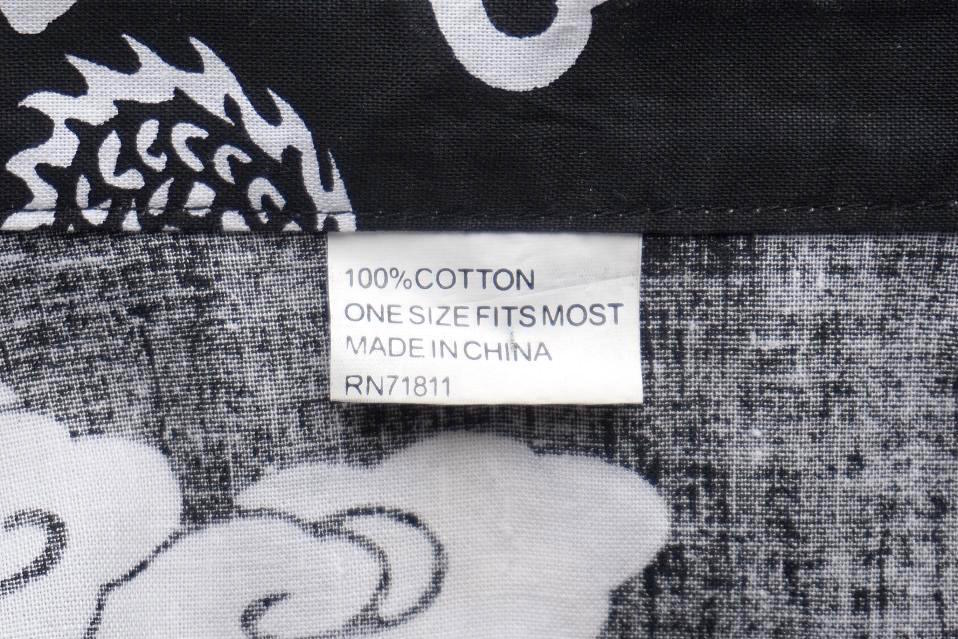 100%COTTON
ONE SIZE FITS MOST
MADE IN CHINA
RN71811